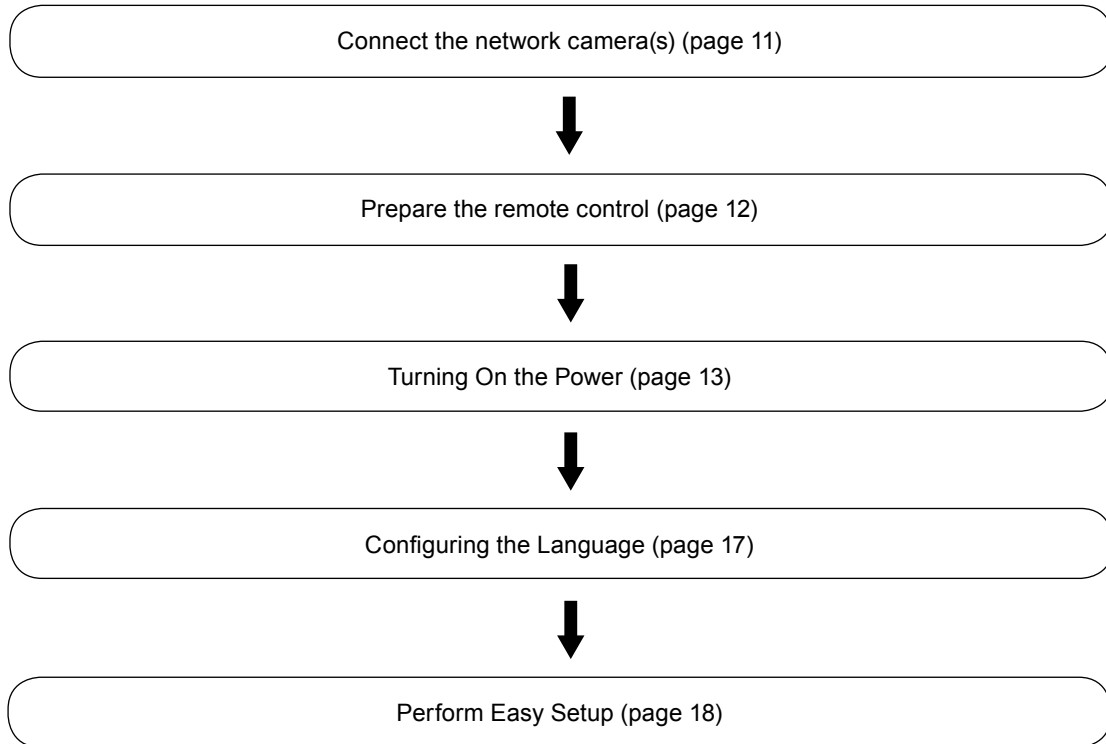 Connect the network camera(s) (page 11)
Prepare the remote control (page 12)
Turning On the Power (page 13)
Configuring the Language (page 17)
Perform Easy Setup (page 18)